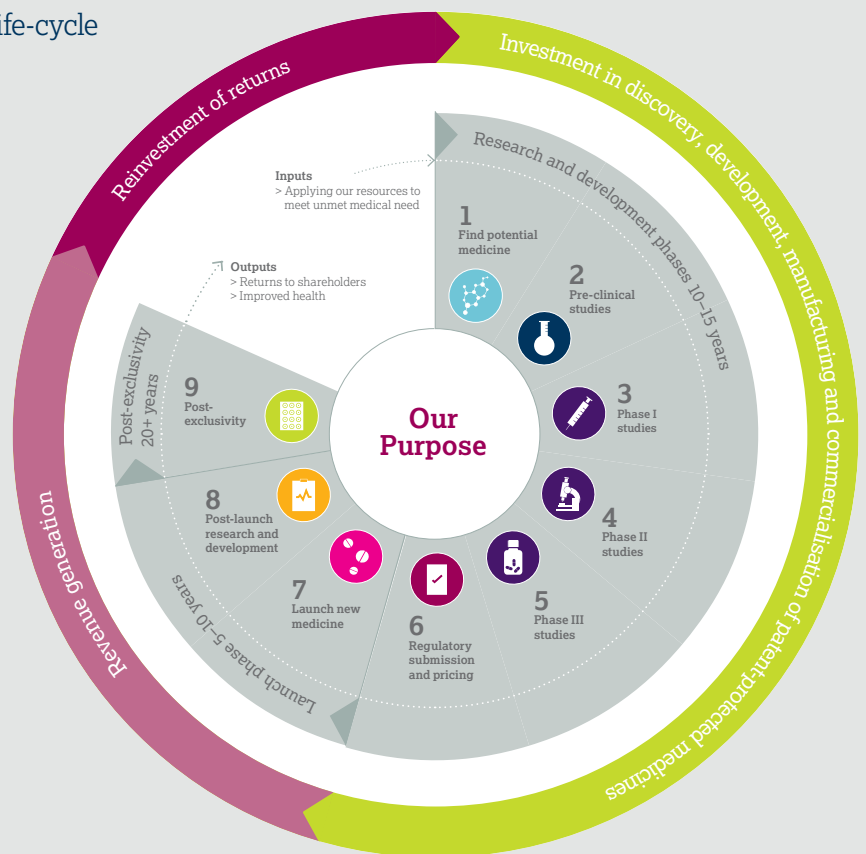 ife-cycle
Reinvestment of returns
Investment in discovery, development, manufacturing and commercialisation of patent-protected medicines
Revenue generation
Research and development phases 10–15 years
Launch phase 5–10 years
Post-exclusivity
20+ years
Inputs
> Applying our resources to
meet unmet medical need
Outputs
> Returns to shareholders
> Improved health
1
Find potential
medicine
2
Pre-clinical
studies
3
Phase I
studies
4
Phase II
studies
5
Phase III
studies
6
Regulatory
submission
and pricing
7
Launch new
medicine
8
Post-launch
research and
development
9
Post-
exclusivity
Our
Purpose